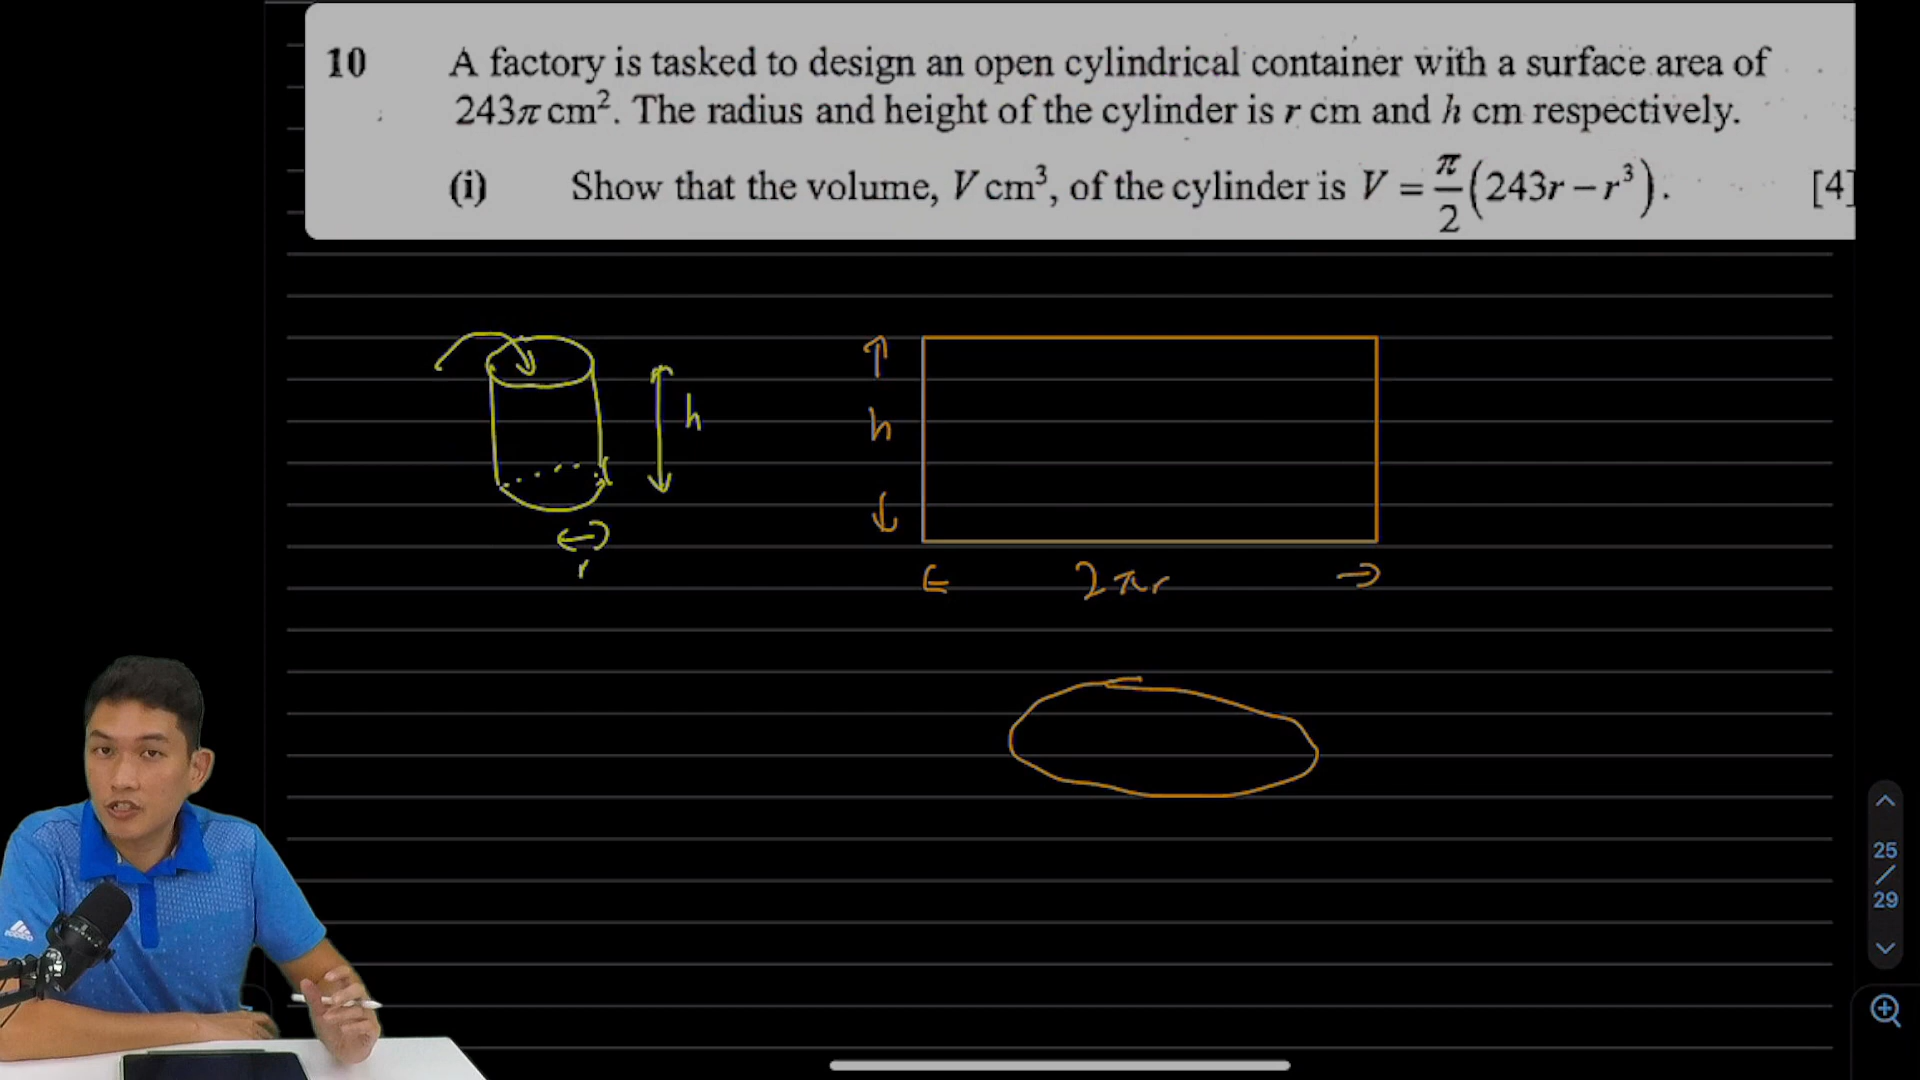 10 A factory is tasked to design an open cylindrical container with a surface area of
243π cm². The radius and height of the cylinder is r cm and h cm respectively.
(i) Show that the volume, V cm³, of the cylinder is V = π/2 (243r – r³). [4]
h
r
h
2πr
25
/
29
adidas